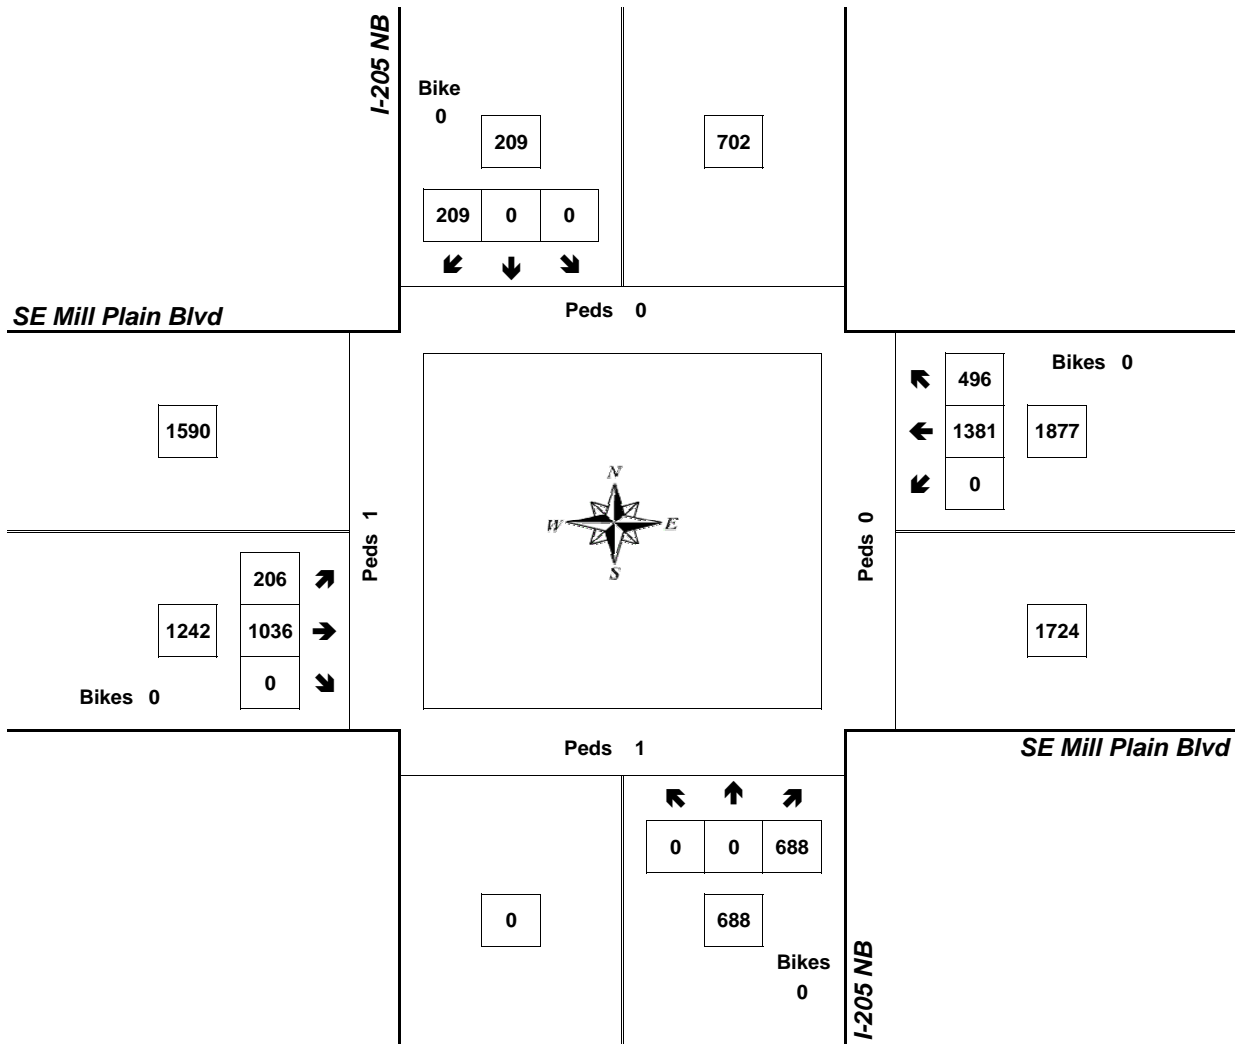 I-205 NB
Bike
0
209
702
209 0 0
SE Mill Plain Blvd
Peds 0
Bikes 0
496
1590
1381 1877
0
N
W E
S
Peds 1
Peds 0
206
1242 1036
1724
0
Bikes 0
Peds 1
SE Mill Plain Blvd
0 0 688
0
688
Bikes
0
I-205 NB